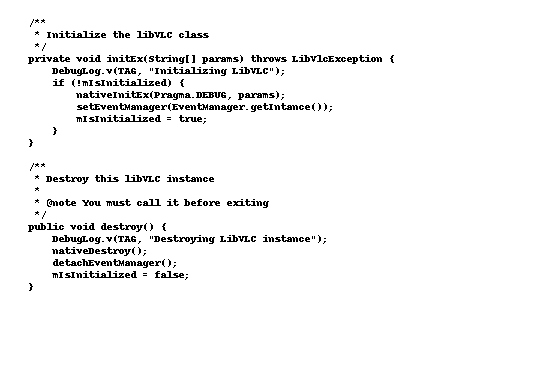 /**
 * Initialize the libVLC class
 */
private void initEx(String[] params) throws LibVlcException {
    DebugLog.v(TAG, "Initializing LibVLC");
    if (!mIsInitialized) {
        nativeInitEx(Pragma.DEBUG, params);
        setEventManager(EventManager.getIntance());
        mIsInitialized = true;
    }
}

/**
 * Destroy this libVLC instance
 *
 * @note You must call it before exiting
 */
public void destroy() {
    DebugLog.v(TAG, "Destroying LibVLC instance");
    nativeDestroy();
    detachEventManager();
    mIsInitialized = false;
}